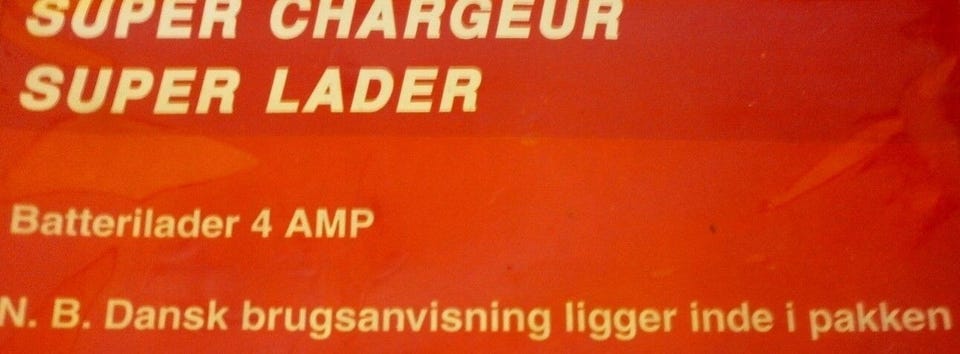 SUPER CHARGEUR
SUPER LADER
Batterilader 4 AMP
N. B. Dansk brugsanvisning ligger inde i pakken